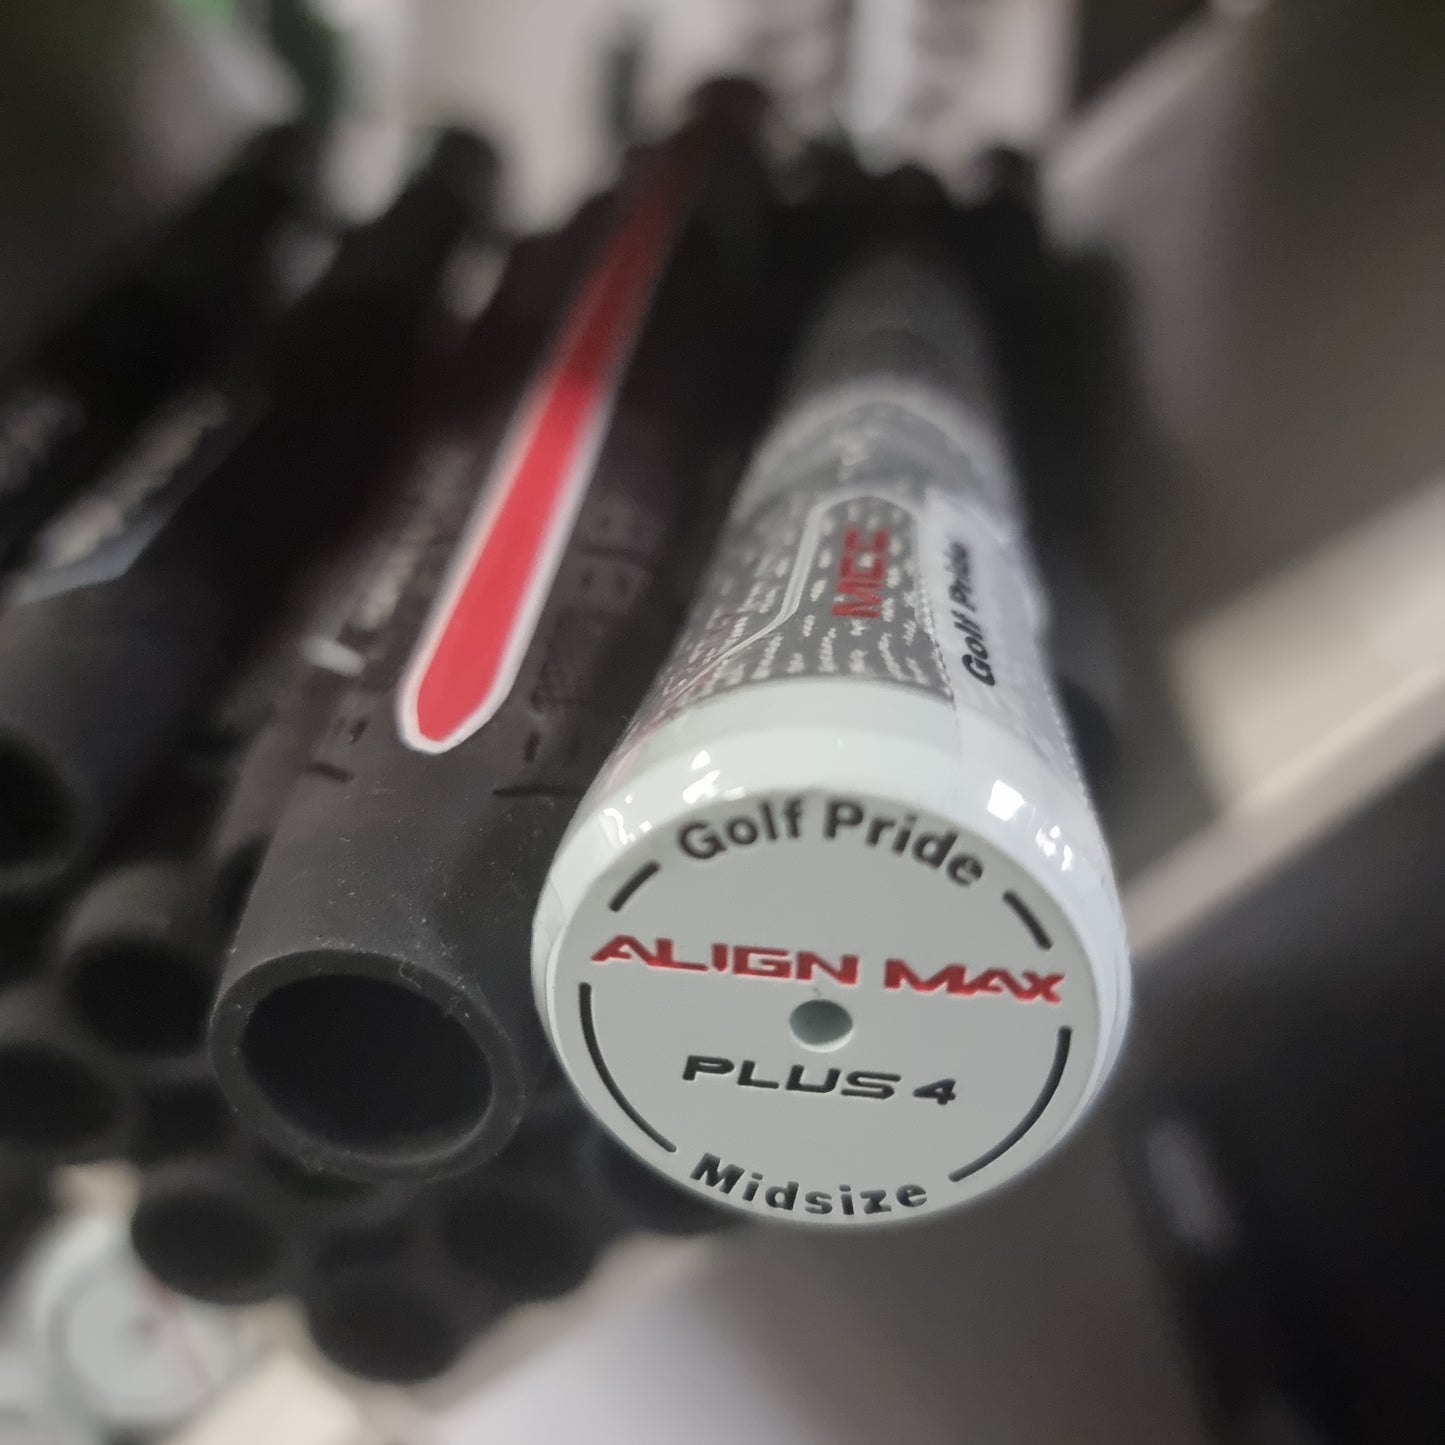 MCC
Golf Pride
Golf Pride
ALIGN MAX
PLUS 4
Midsize